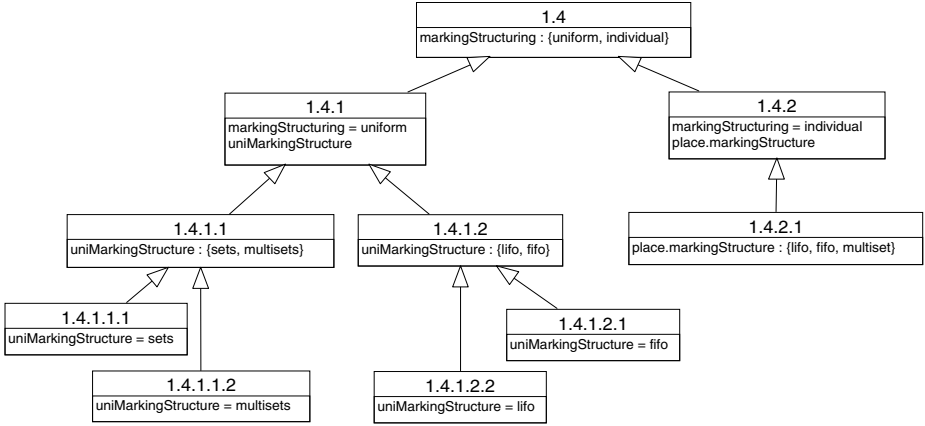 1.4
markingStructuring : {uniform, individual}
1.4.1
markingStructuring = uniform
uniMarkingStructure
1.4.2
markingStructuring = individual
place.markingStructure
1.4.1.1
uniMarkingStructure : {sets, multisets}
1.4.1.2
uniMarkingStructure : {lifo, fifo}
1.4.2.1
place.markingStructure : {lifo, fifo, multiset}
1.4.1.1.1
uniMarkingStructure = sets
1.4.1.2.1
uniMarkingStructure = fifo
1.4.1.1.2
uniMarkingStructure = multisets
1.4.1.2.2
uniMarkingStructure = lifo